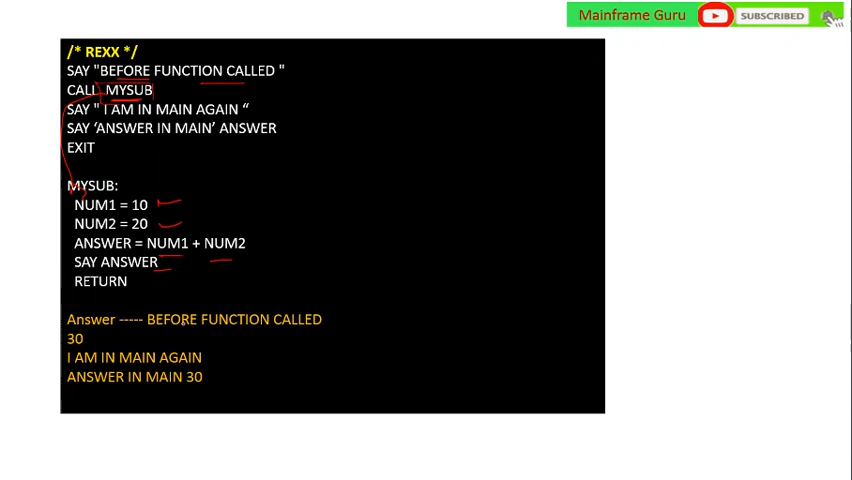 Mainframe Guru
SUBSCRIBED
/* REXX */
SAY "BEFORE FUNCTION CALLED "
CALL MYSUB
SAY " I AM IN MAIN AGAIN “
SAY ‘ANSWER IN MAIN’ ANSWER
EXIT
MYSUB:
NUM1 = 10
NUM2 = 20
ANSWER = NUM1 + NUM2
SAY ANSWER
RETURN
Answer ----- BEFORE FUNCTION CALLED
30
I AM IN MAIN AGAIN
ANSWER IN MAIN 30